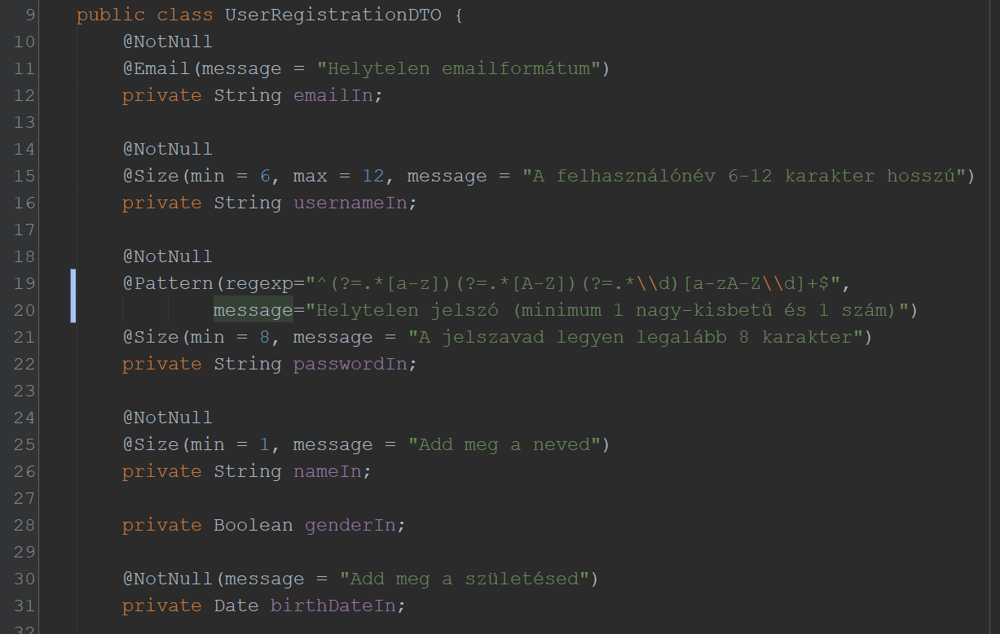 9 public class UserRegistrationDTO {
10 @NotNull
11 @Email(message = "Helytelen emailformátum")
12 private String emailIn;
13
14 @NotNull
15 @Size(min = 6, max = 12, message = "A felhasználónév 6-12 karakter hosszú")
16 private String usernameIn;
17
18 @NotNull
19 @Pattern(regexp="^(?=.*[a-z])(?=.*[A-Z])(?=.*\\d)[a-zA-Z\\d]+$",
20 message="Helytelen jelszó (minimum 1 nagy-kisbetű és 1 szám)")
21 @Size(min = 8, message = "A jelszavad legyen legalább 8 karakter")
22 private String passwordIn;
23
24 @NotNull
25 @Size(min = 1, message = "Add meg a neved")
26 private String nameIn;
27
28 private Boolean genderIn;
29
30 @NotNull(message = "Add meg a születésed")
31 private Date birthDateIn;
32